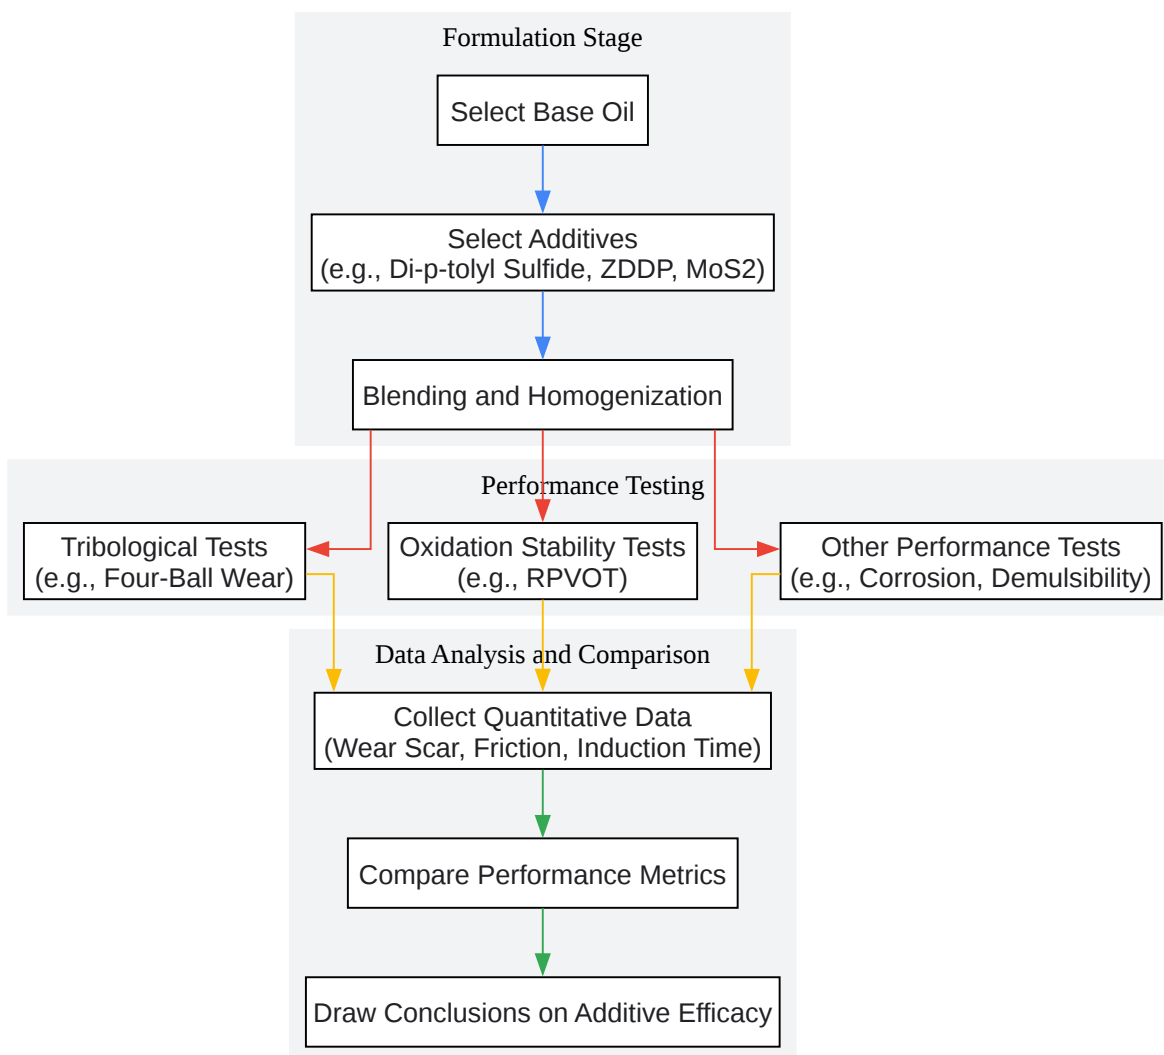 Formulation Stage
Select Base Oil
Select Additives
(e.g., Di-p-tolyl Sulfide, ZDDP, MoS2)
Blending and Homogenization
Performance Testing
Tribological Tests
(e.g., Four-Ball Wear)
Oxidation Stability Tests
(e.g., RPVOT)
Other Performance Tests
(e.g., Corrosion, Demulsibility)
Data Analysis and Comparison
Collect Quantitative Data
(Wear Scar, Friction, Induction Time)
Compare Performance Metrics
Draw Conclusions on Additive Efficacy